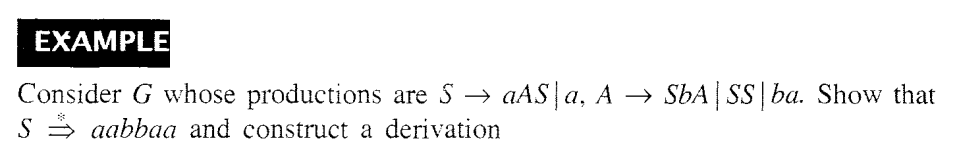 EXAMPLE
Consider G whose productions are S → aAS | a, A → SbA | SS | ba. Show that
S ⇒* aabbaa and construct a derivation